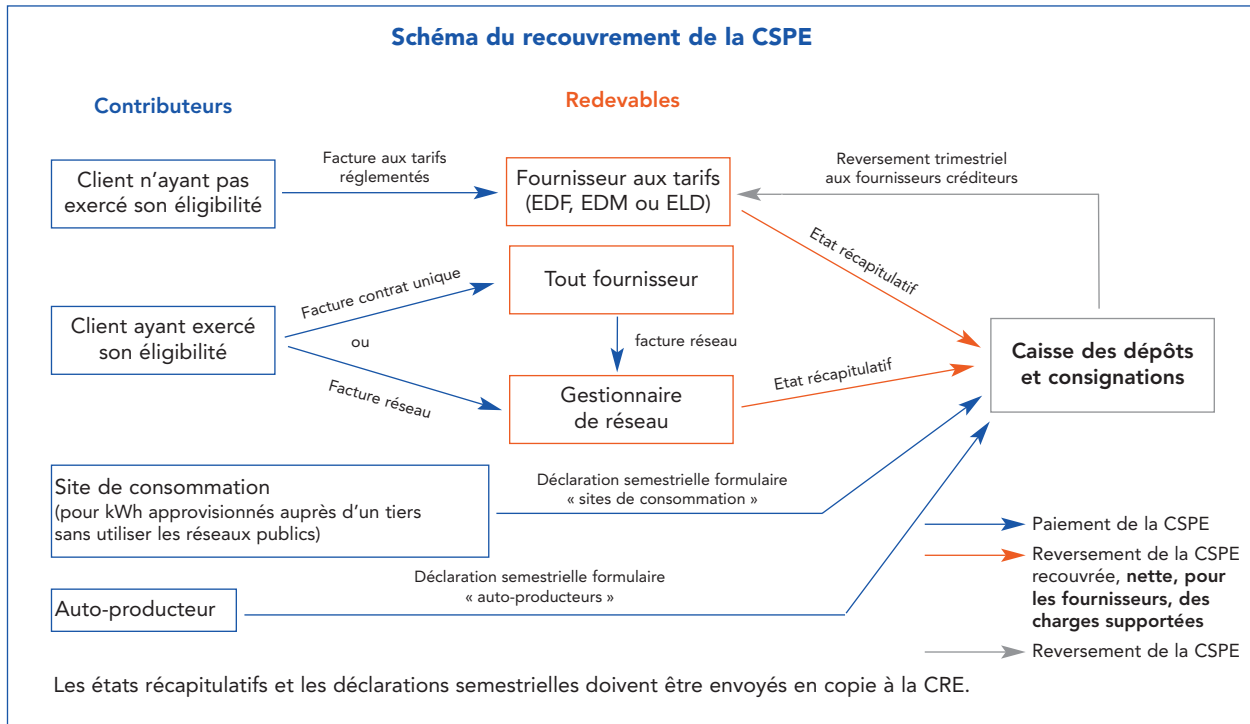 Schéma du recouvrement de la CSPE
Contributeurs
Redevables
Client n’ayant pas
exercé son éligibilité
Facture aux tarifs
réglementés
Fournisseur aux tarifs
(EDF, EDM ou ELD)
Reversement trimestriel
aux fournisseurs créditeurs
Etat récapitulatif
Client ayant exercé
son éligibilité
Facture contrat unique
ou
Facture réseau
Tout fournisseur
facture réseau
Gestionnaire
de réseau
Etat récapitulatif
Caisse des dépôts
et consignations
Site de consommation
(pour kWh approvisionnés auprès d’un tiers
sans utiliser les réseaux publics)
Déclaration semestrielle formulaire
« sites de consommation »
Auto-producteur
Déclaration semestrielle formulaire
« auto-producteurs »
Paiement de la CSPE
Reversement de la CSPE
recouvrée, nette, pour
les fournisseurs, des
charges supportées
Reversement de la CSPE
Les états récapitulatifs et les déclarations semestrielles doivent être envoyés en copie à la CRE.